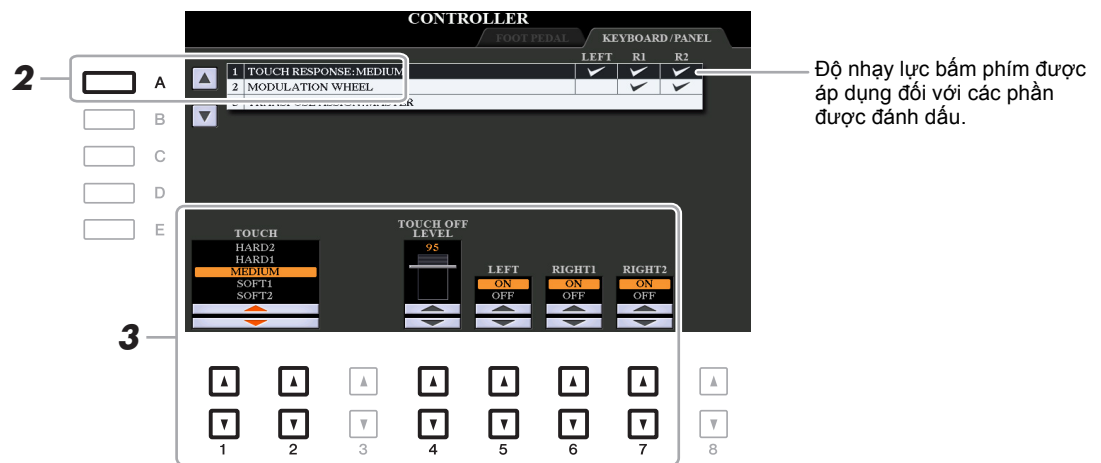 CONTROLLER
FOOT PEDAL KEYBOARD/PANEL
LEFT R1 R2
2
A
1 TOUCH RESPONSE:MEDIUM
2 MODULATION WHEEL
Độ nhạy lực bấm phím được
áp dụng đối với các phần
được đánh dấu.
B
C
D
E
TOUCH
HARD2
HARD1
MEDIUM
SOFT1
SOFT2
TOUCH OFF
LEVEL
95
LEFT
ON
OFF
RIGHT1
ON
OFF
RIGHT2
ON
OFF
3
1 2 3 4 5 6 7 8